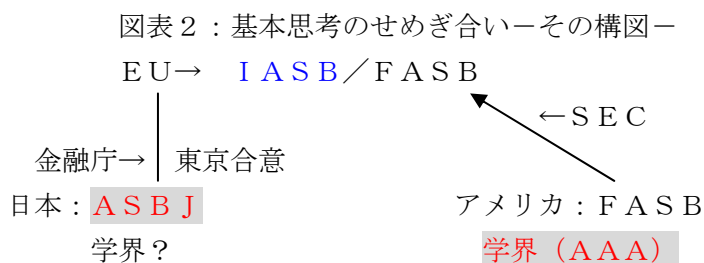 図表２：基本思考のせめぎ合い－その構図－
ＥＵ→　ＩＡＳＢ／ＦＡＳＢ
←ＳＥＣ
金融庁→　東京合意
日本：ＡＳＢＪ　アメリカ：ＦＡＳＢ
学界？　学界（ＡＡＡ）